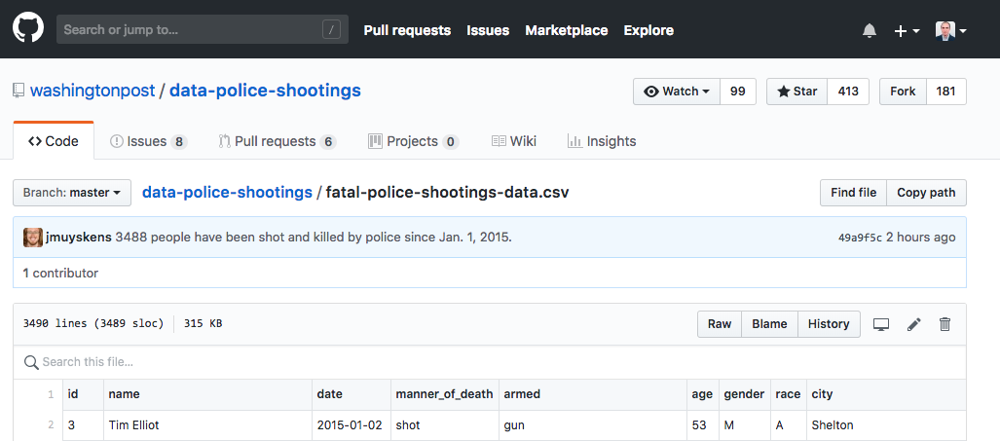 Search or jump to… / Pull requests Issues Marketplace Explore
washingtonpost / data-police-shootings Watch 99 Star 413 Fork 181
<> Code Issues 8 Pull requests 6 Projects 0 Wiki Insights
Branch: master data-police-shootings / fatal-police-shootings-data.csv Find file Copy path
jmuyskens 3488 people have been shot and killed by police since Jan. 1, 2015. 49a9f5c 2 hours ago
1 contributor
3490 lines (3489 sloc) 315 KB Raw Blame History
Search this file…
1 id name date manner_of_death armed age gender race city
2 3 Tim Elliot 2015-01-02 shot gun 53 M A Shelton